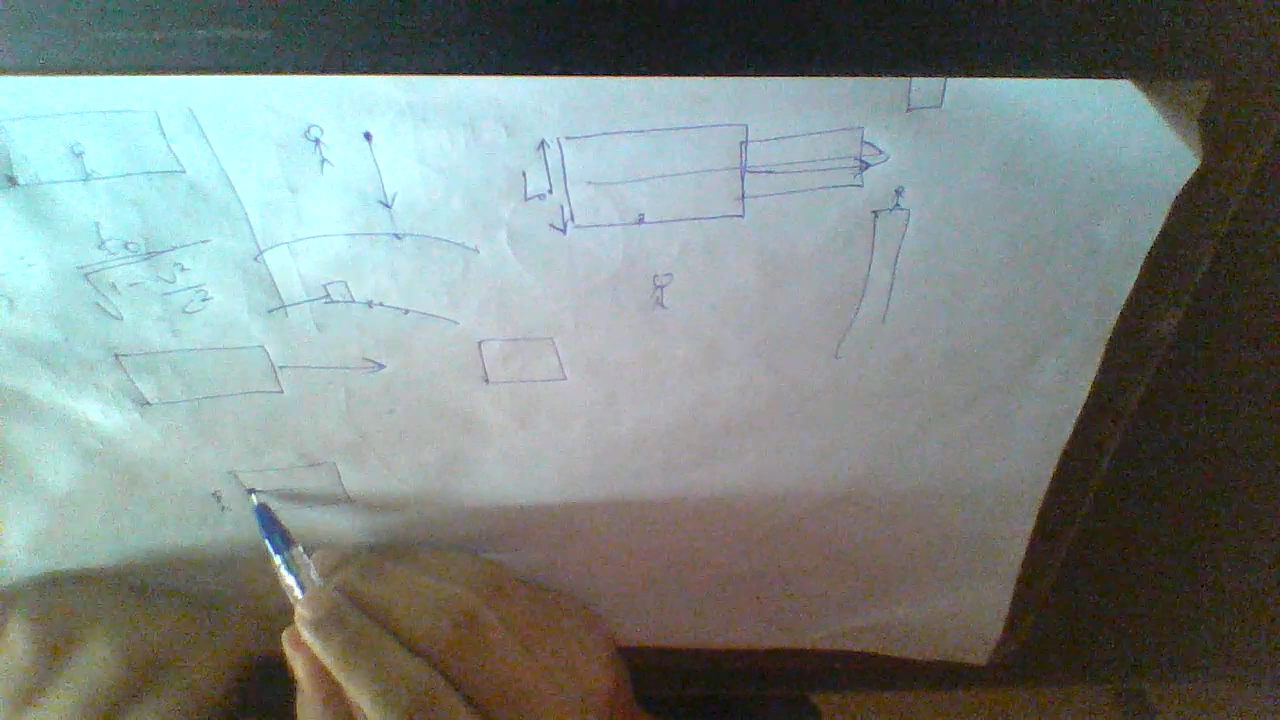 t₀
√1 - v²/c²